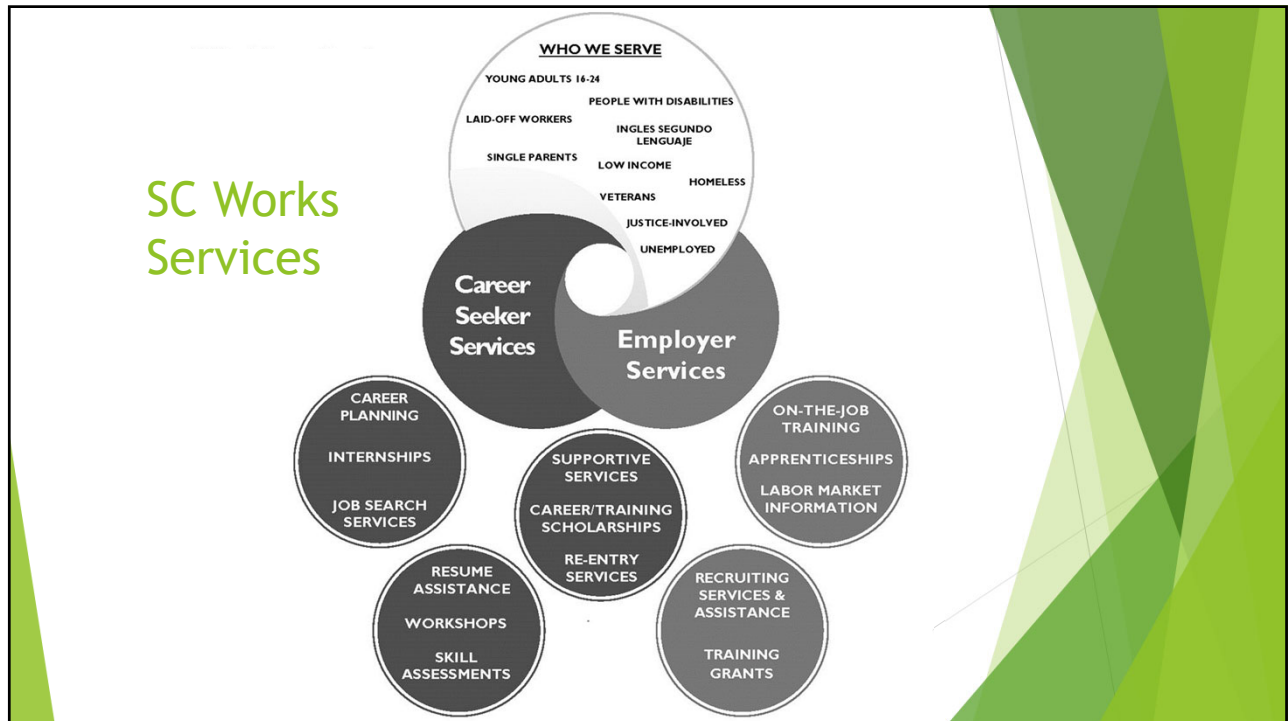 SC Works
Services
WHO WE SERVE
YOUNG ADULTS 16-24
PEOPLE WITH DISABILITIES
LAID-OFF WORKERS
INGLES SEGUNDO
LENGUAJE
SINGLE PARENTS
LOW INCOME
HOMELESS
VETERANS
JUSTICE-INVOLVED
UNEMPLOYED
Career
Seeker
Services
Employer
Services
CAREER
PLANNING
INTERNSHIPS
JOB SEARCH
SERVICES
RESUME
ASSISTANCE
WORKSHOPS
SKILL
ASSESSMENTS
SUPPORTIVE
SERVICES
CAREER/TRAINING
SCHOLARSHIPS
RE-ENTRY
SERVICES
RECRUITING
SERVICES &
ASSISTANCE
TRAINING
GRANTS
ON-THE-JOB
TRAINING
APPRENTICESHIPS
LABOR MARKET
INFORMATION